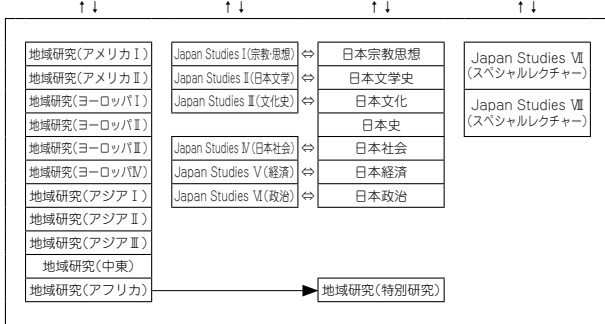 ↑↓ ↑↓ ↑↓ ↑↓
地域研究(アメリカⅠ)
地域研究(アメリカⅡ)
地域研究(ヨーロッパⅠ)
地域研究(ヨーロッパⅡ)
地域研究(ヨーロッパⅢ)
地域研究(ヨーロッパⅣ)
地域研究(アジアⅠ)
地域研究(アジアⅡ)
地域研究(アジアⅢ)
地域研究(中東)
地域研究(アフリカ)
Japan Studies Ⅰ(宗教・思想) ⇔ 日本宗教思想
Japan Studies Ⅱ(日本文学) ⇔ 日本文学史
Japan Studies Ⅲ(文化史) ⇔ 日本文化
日本史
Japan Studies Ⅳ(日本社会) ⇔ 日本社会
Japan Studies Ⅴ(経済) ⇔ 日本経済
Japan Studies Ⅵ(政治) ⇔ 日本政治
地域研究(特別研究)
Japan Studies Ⅶ
(スペシャルレクチャー)
Japan Studies Ⅷ
(スペシャルレクチャー)